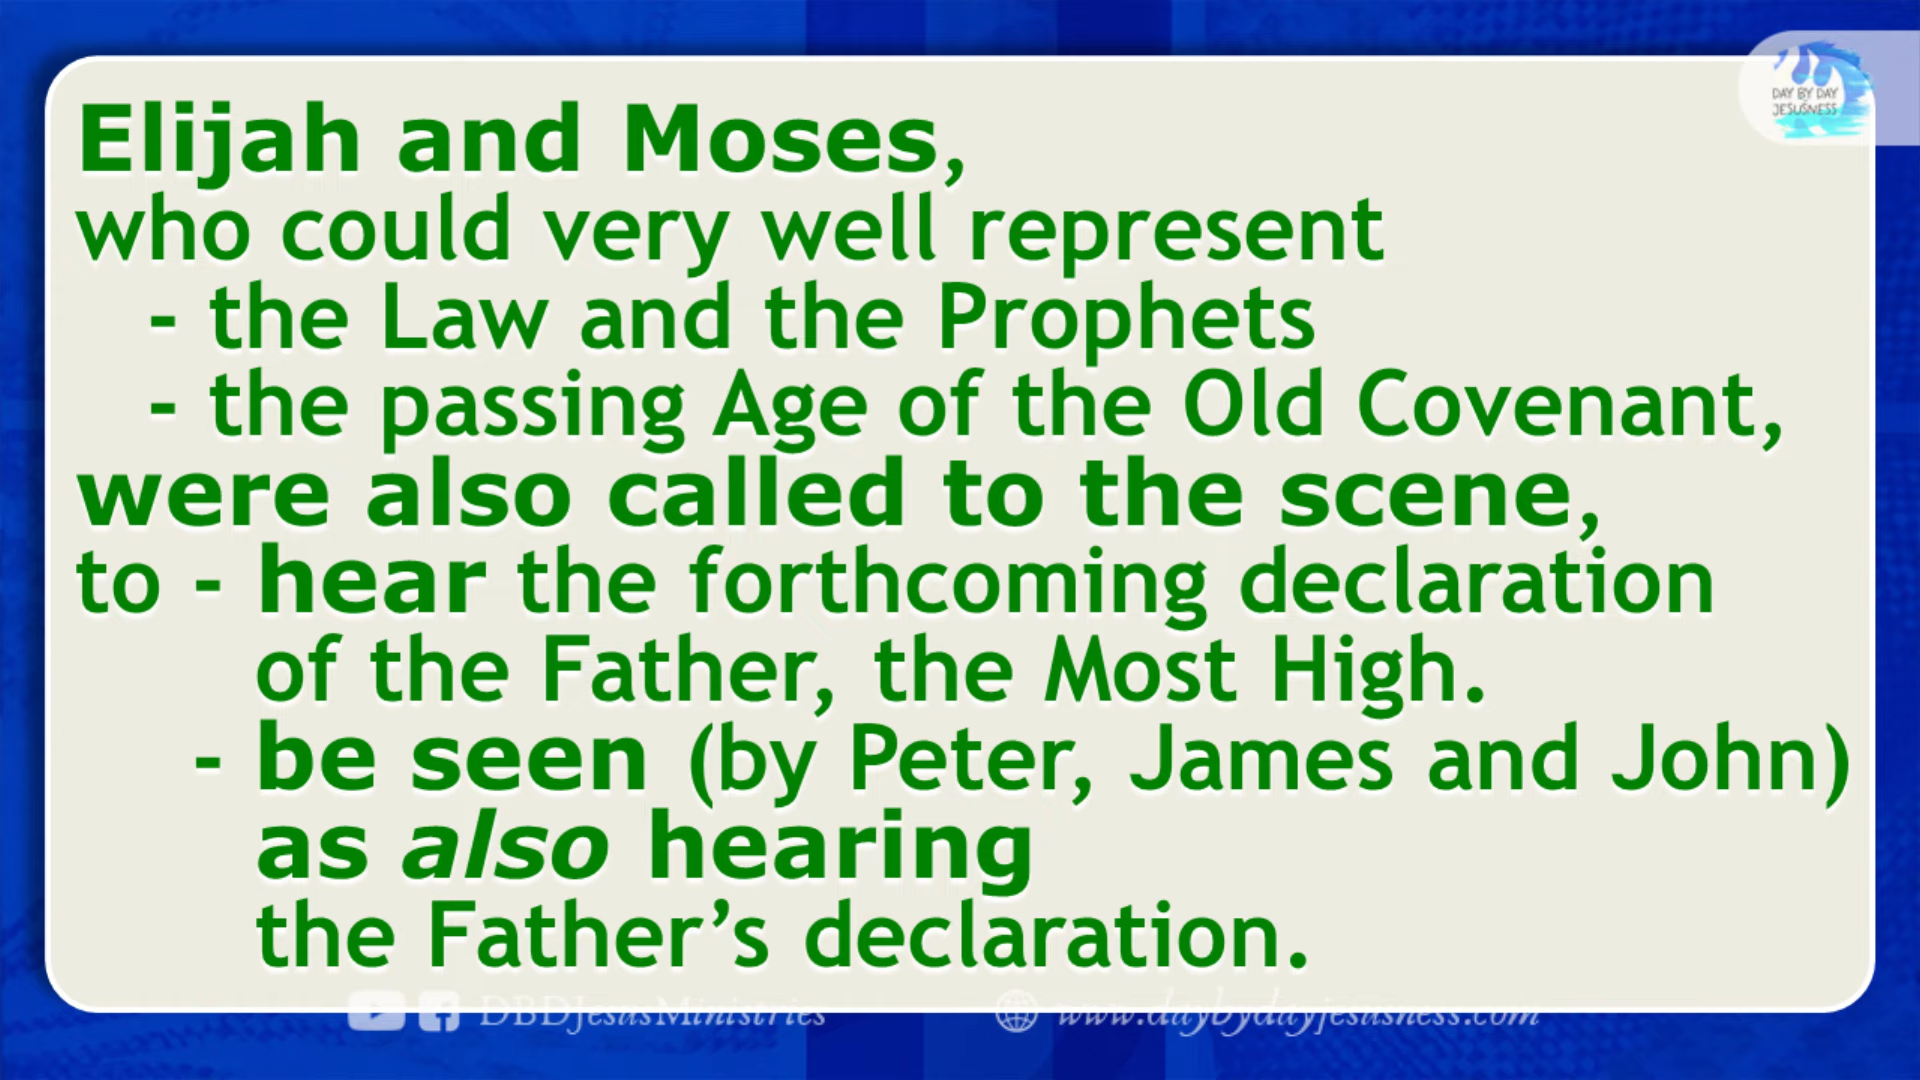 DAY BY DAY
JESUSNESS
Elijah and Moses,
who could very well represent
- the Law and the Prophets
- the passing Age of the Old Covenant,
were also called to the scene,
to - hear the forthcoming declaration
of the Father, the Most High.
- be seen (by Peter, James and John)
as also hearing
the Father’s declaration.
DBDJesusMinistries
www.daybydayjesusness.com